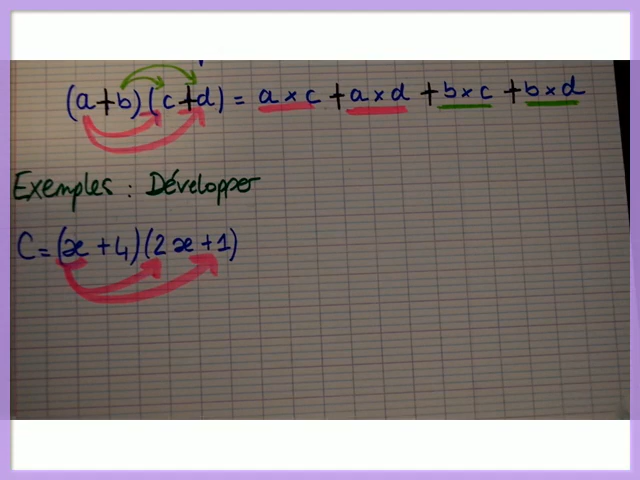 (a+b)(c+d) = a×c + a×d + b×c + b×d
Exemples : Développer
C=(x+4)(2x+1)